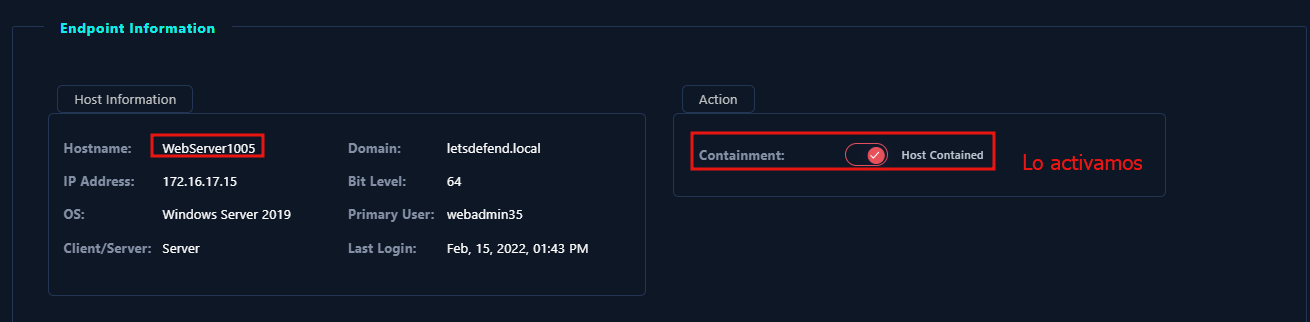 Endpoint Information
Host Information
Hostname: WebServer1005 Domain: letsdefend.local
IP Address: 172.16.17.15 Bit Level: 64
OS: Windows Server 2019 Primary User: webadmin35
Client/Server: Server Last Login: Feb, 15, 2022, 01:43 PM
Action
Containment: Host Contained
Lo activamos